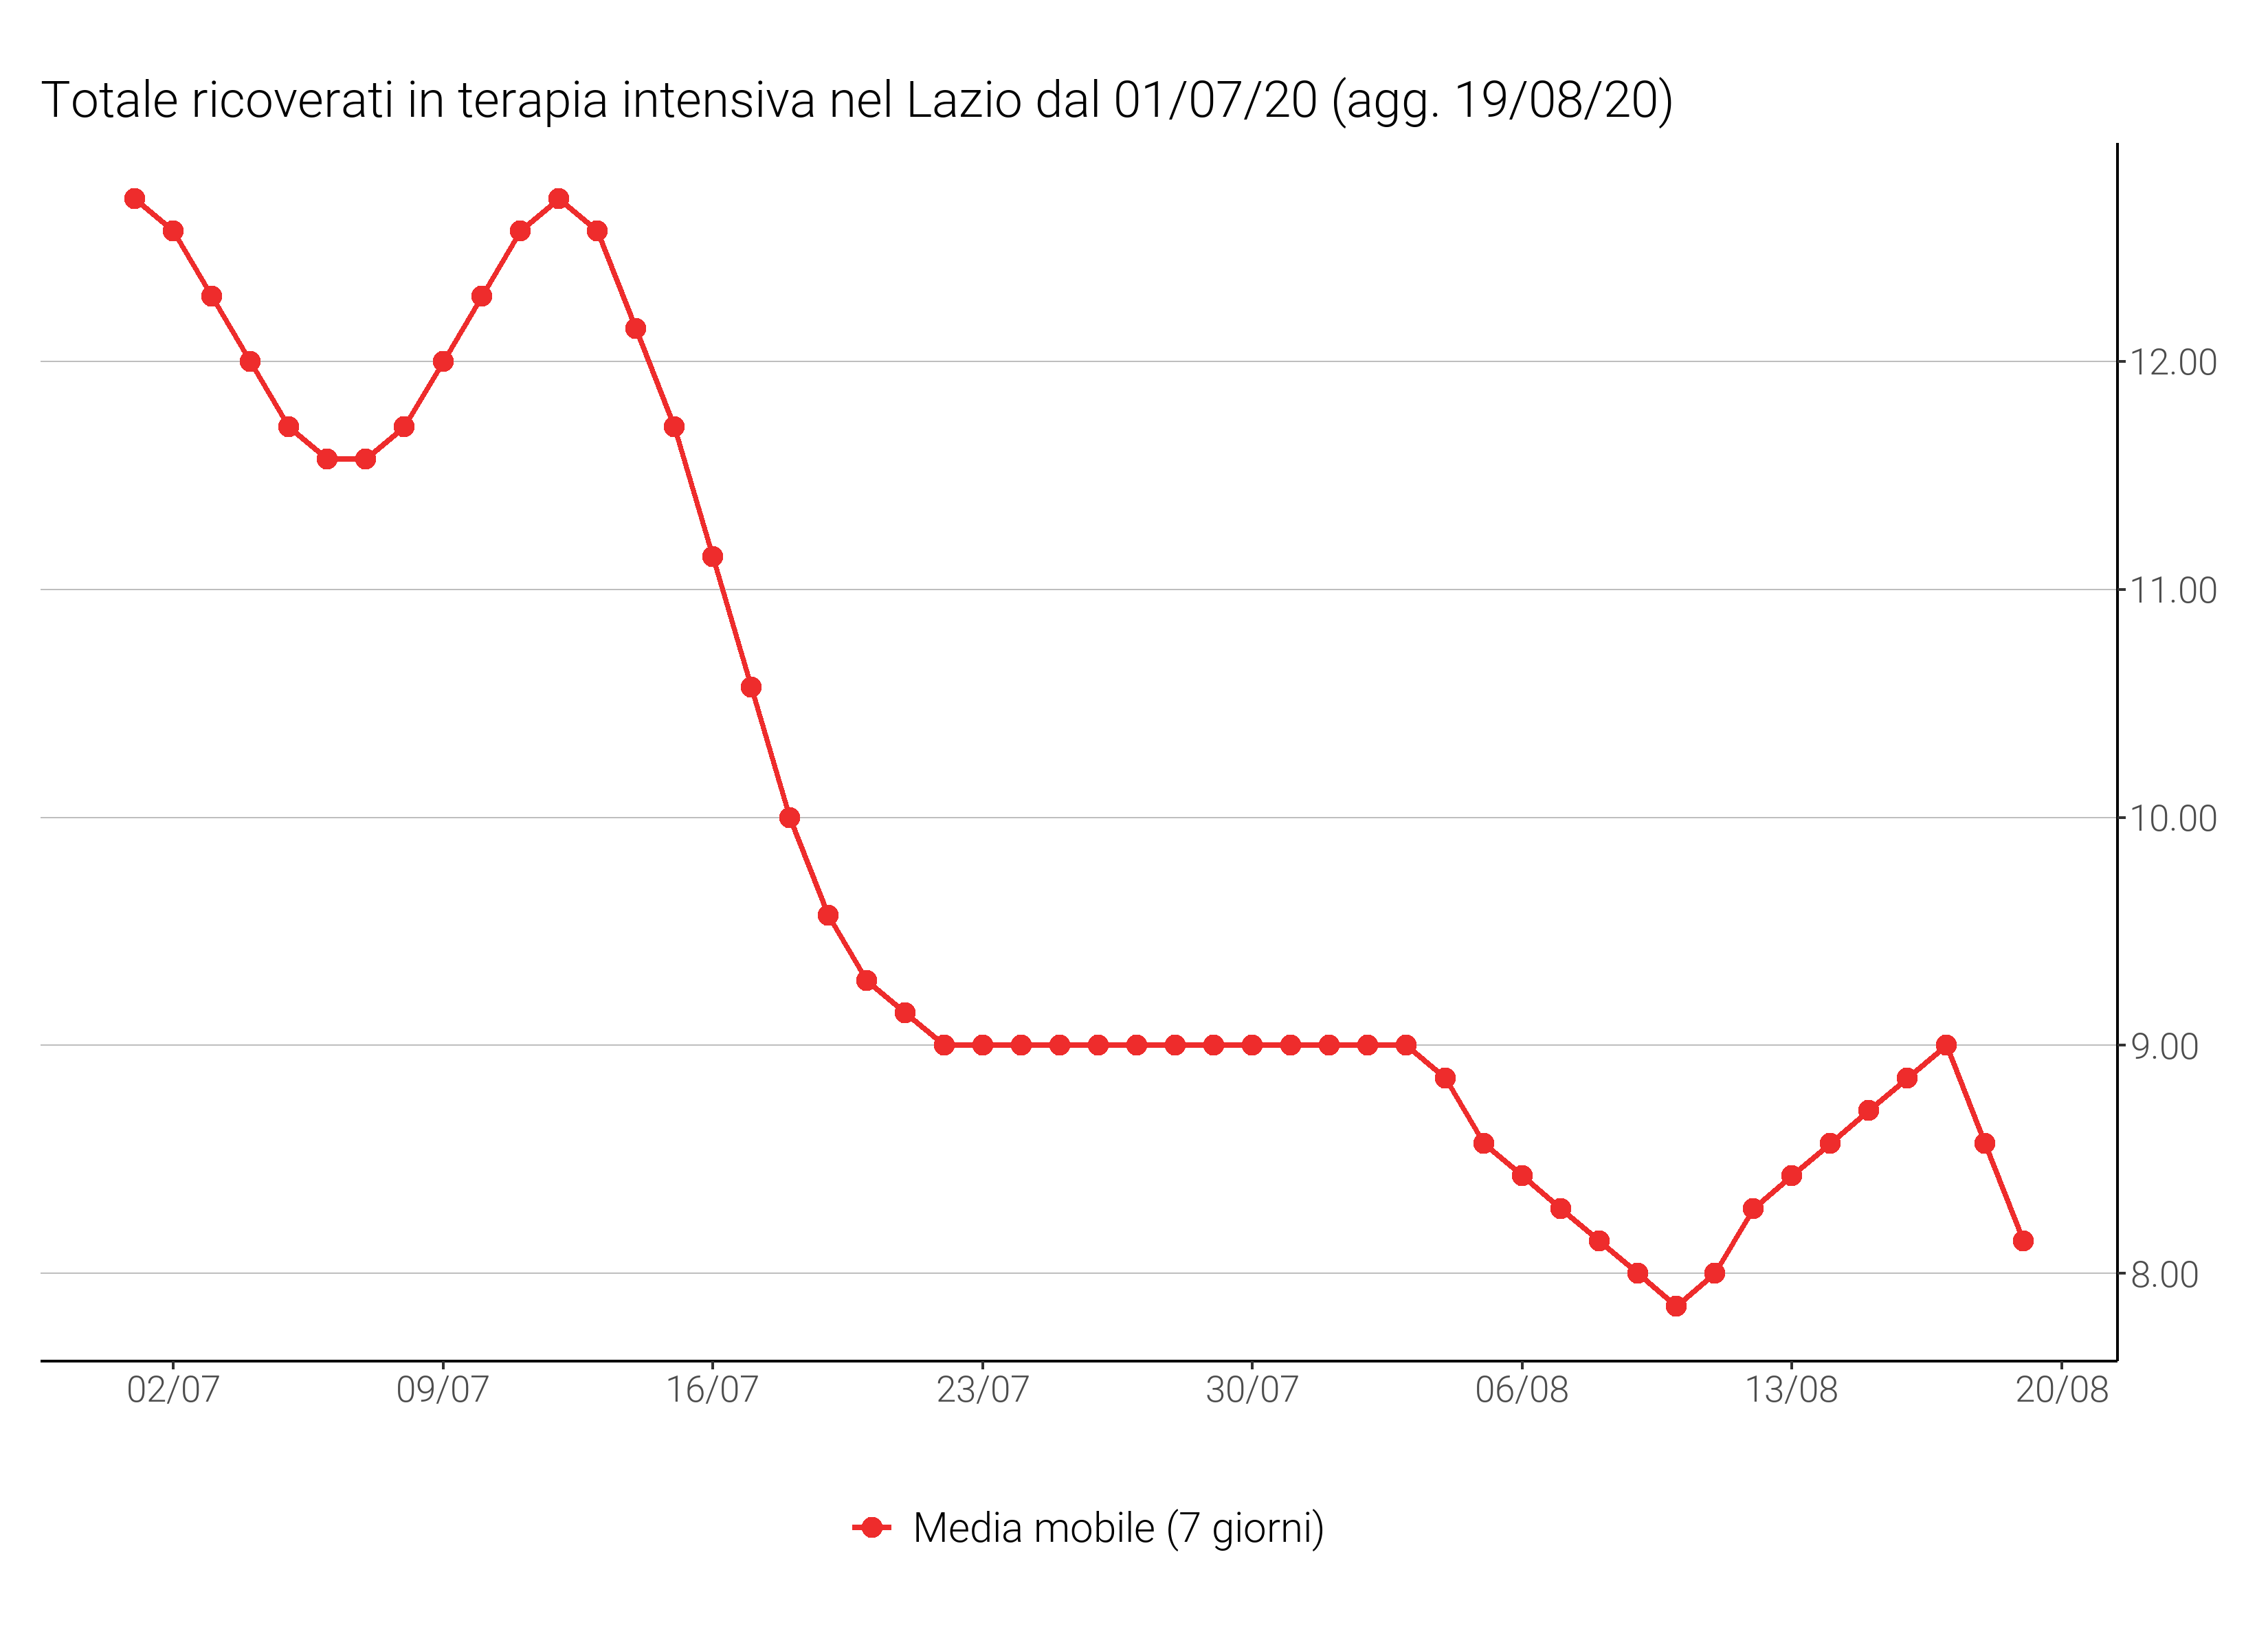 Totale ricoverati in terapia intensiva nel Lazio dal 01/07/20 (agg. 19/08/20)
12.00
11.00
10.00
9.00
8.00
02/07 09/07 16/07 23/07 30/07 06/08 13/08 20/08
Media mobile (7 giorni)